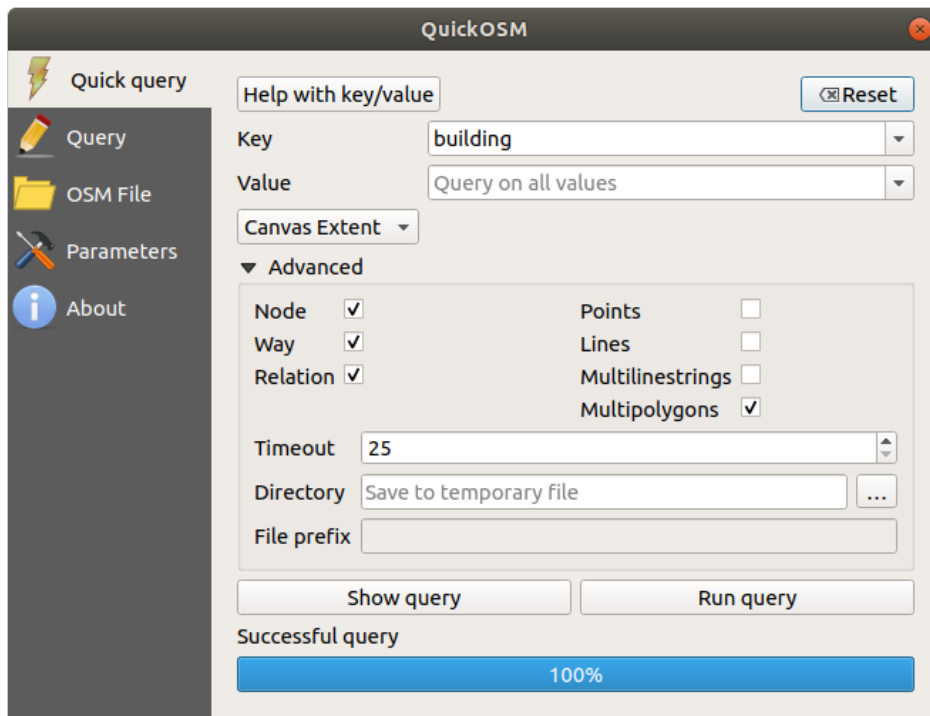 QuickOSM
Quick query
Query
OSM File
Parameters
About
Help with key/value
Reset
Key building
Value Query on all values
Canvas Extent
Advanced
Node Points
Way Lines
Relation Multilinestrings
Multipolygons
Timeout 25
Directory Save to temporary file ...
File prefix
Show query Run query
Successful query
100%